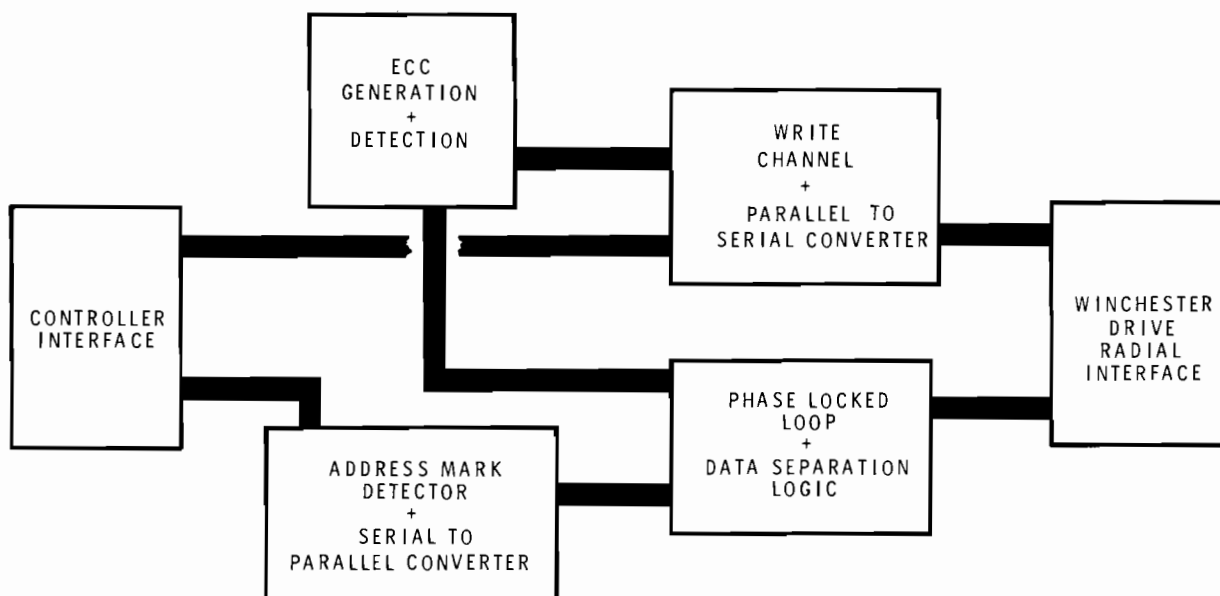 ECC
GENERATION
+
DETECTION
WRITE
CHANNEL
+
PARALLEL TO
SERIAL CONVERTER
CONTROLLER
INTERFACE
WINCHESTER
DRIVE
RADIAL
INTERFACE
PHASE LOCKED
LOOP
+
DATA SEPARATION
LOGIC
ADDRESS MARK
DETECTOR
+
SERIAL TO
PARALLEL CONVERTER